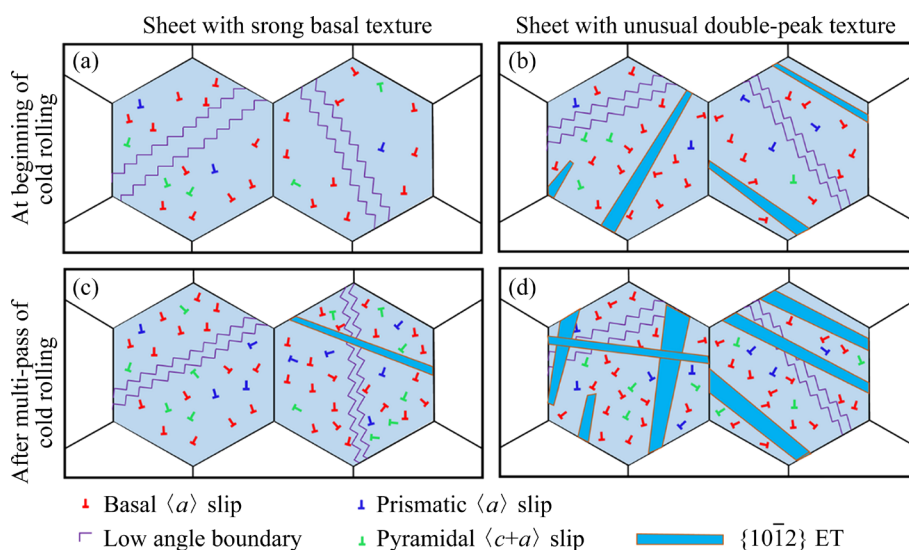 Sheet with srong basal texture
Sheet with unusual double-peak texture
At beginning of
cold rolling
(a)
(b)
After multi-pass of
cold rolling
(c)
(d)
Basal ⟨a⟩ slip
Prismatic ⟨a⟩ slip
Low angle boundary
Pyramidal ⟨c+a⟩ slip
{101̄2} ET